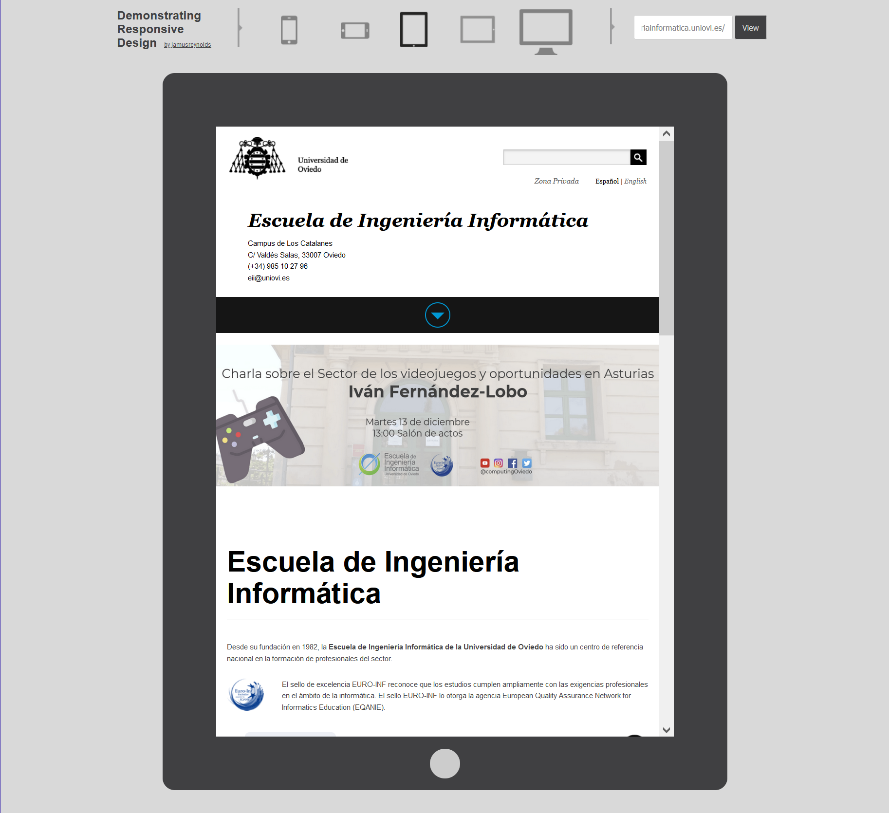 Demonstrating
Responsive
Design by jamusreynolds
iainformatica.uniovi.es/
View
Universidad de
Oviedo
Zona Privada Español | English
Escuela de Ingeniería Informática
Campus de Los Catalanes
C/ Valdés Salas, 33007 Oviedo
(+34) 985 10 27 96
eii@uniovi.es
Charla sobre el Sector de los videojuegos y oportunidades en Asturias
Iván Fernández-Lobo
Martes 13 de diciembre
13:00 Salón de actos
Escuela de
Ingeniería
Informática
@computingOviedo
Escuela de Ingeniería
Informática
Desde su fundación en 1982, la Escuela de Ingeniería Informática de la Universidad de Oviedo ha sido un centro de referencia
nacional en la formación de profesionales del sector.
Euro-Inf
El sello de excelencia EURO-INF reconoce que los estudios cumplen ampliamente con las exigencias profesionales
en el ámbito de la informática. El sello EURO-INF lo otorga la agencia European Quality Assurance Network for
Informatics Education (EQANIE).